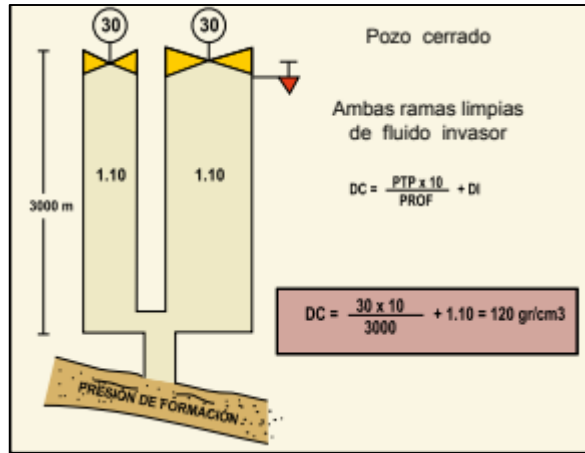 30
30
Pozo cerrado
Ambas ramas limpias
de fluido invasor
1.10
1.10
3000 m
DC = PTP x 10 / PROF + DI
DC = 30 x 10 / 3000 + 1.10 = 120 gr/cm3
PRESIÓN DE FORMACIÓN